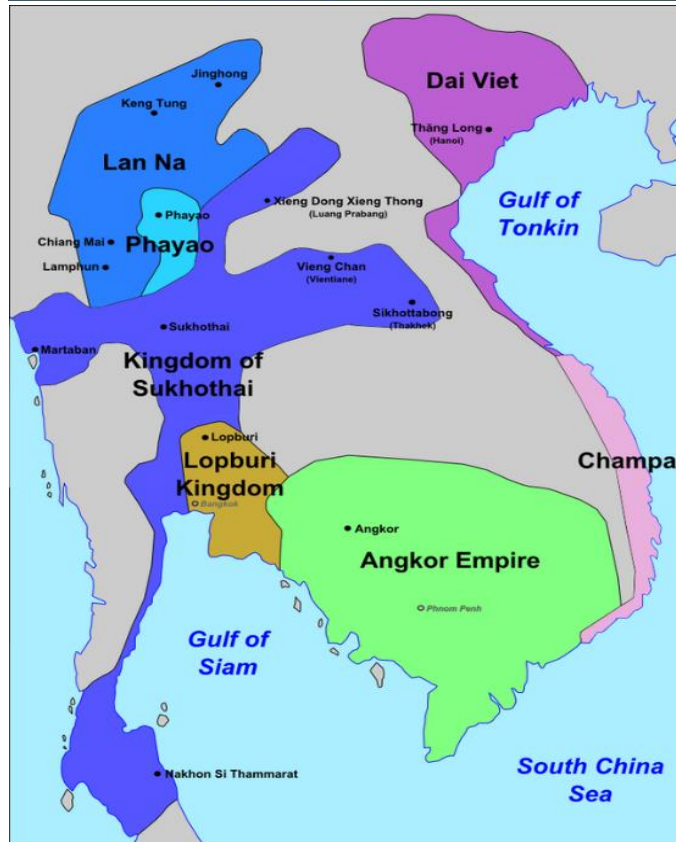 Jinghong
Keng Tung
Dai Viet
Thăng Long
(Hanoi)
Lan Na
Xieng Dong Xieng Thong
(Luang Prabang)
Gulf of
Tonkin
Phayao
Phayao
Chiang Mai
Lamphun
Vieng Chan
(Vientiane)
Sikhottabong
(Thakhek)
Sukhothai
Martaban
Kingdom of
Sukhothai
Lopburi
Lopburi
Kingdom
Bangkok
Champa
Angkor
Angkor Empire
Phnom Penh
Gulf of
Siam
South China
Sea
Nakhon Si Thammarat